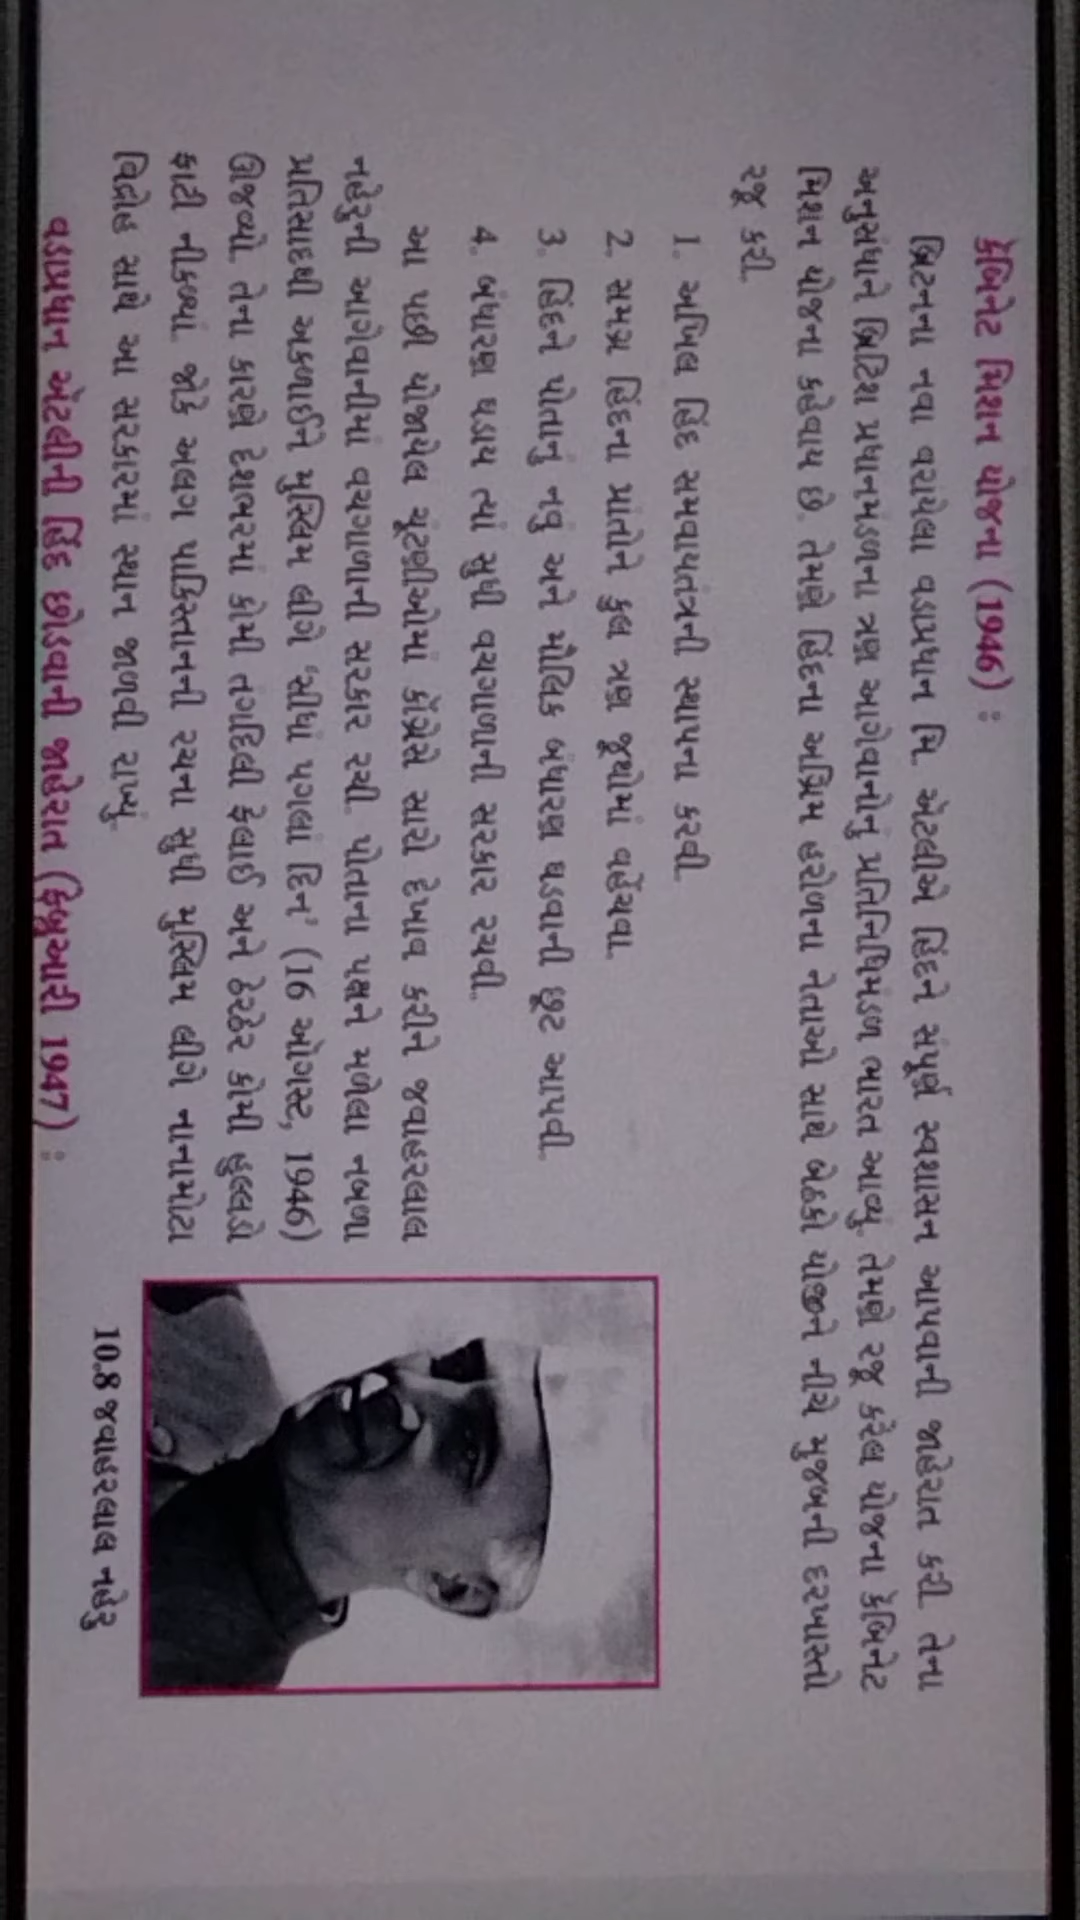 કૅબિનેટ મિશન યોજના (1946) :
બ્રિટનના નવા વરાયેલા વડાપ્રધાન મિ. ઍટલીએ હિંદને સંપૂર્ણ સ્વશાસન આપવાની જાહેરાત કરી. તેના
અનુસંધાને બ્રિટિશ પ્રધાનમંડળના ત્રણ આગેવાનોનું પ્રતિનિધિમંડળ ભારત આવ્યું. તેમણે રજૂ કરેલ યોજના કૅબિનેટ
મિશન યોજના કહેવાય છે. તેમણે હિંદના અગ્રિમ હરોળના નેતાઓ સાથે બેઠકો યોજીને નીચે મુજબની દરખાસ્તો
રજૂ કરી.
1. અખિલ હિંદ સમવાયતંત્રની સ્થાપના કરવી.
2. સમગ્ર હિંદના પ્રાંતોને કુલ ત્રણ જૂથોમાં વહેંચવા.
3. હિંદને પોતાનું નવું અને મૌલિક બંધારણ ઘડવાની છૂટ આપવી.
4. બંધારણ ઘડાય ત્યાં સુધી વચગાળાની સરકાર રચવી.
આ પછી યોજાયેલ ચૂંટણીઓમાં કૉંગ્રેસે સારો દેખાવ કરીને જવાહરલાલ
નહેરુની આગેવાનીમાં વચગાળાની સરકાર રચી. પોતાના પક્ષને મળેલા નબળા
પ્રતિસાદથી અકળાઈને મુસ્લિમ લીગે ‘સીધાં પગલાં દિન’ (16 ઑગસ્ટ, 1946)
ઊજવ્યો. તેના કારણે દેશભરમાં કોમી તંગદિલી ફેલાઈ અને ઠેરઠેર કોમી હુલ્લડો
ફાટી નીકળ્યાં. જોકે અલગ પાકિસ્તાનની રચના સુધી મુસ્લિમ લીગે નાનામોટા
વિદ્રોહ સાથે આ સરકારમાં સ્થાન જાળવી રાખ્યું.
10.8 જવાહરલાલ નહેરુ
વડાપ્રધાન ઍટલીની હિંદ છોડવાની જાહેરાત (ફેબ્રુઆરી 1947) :